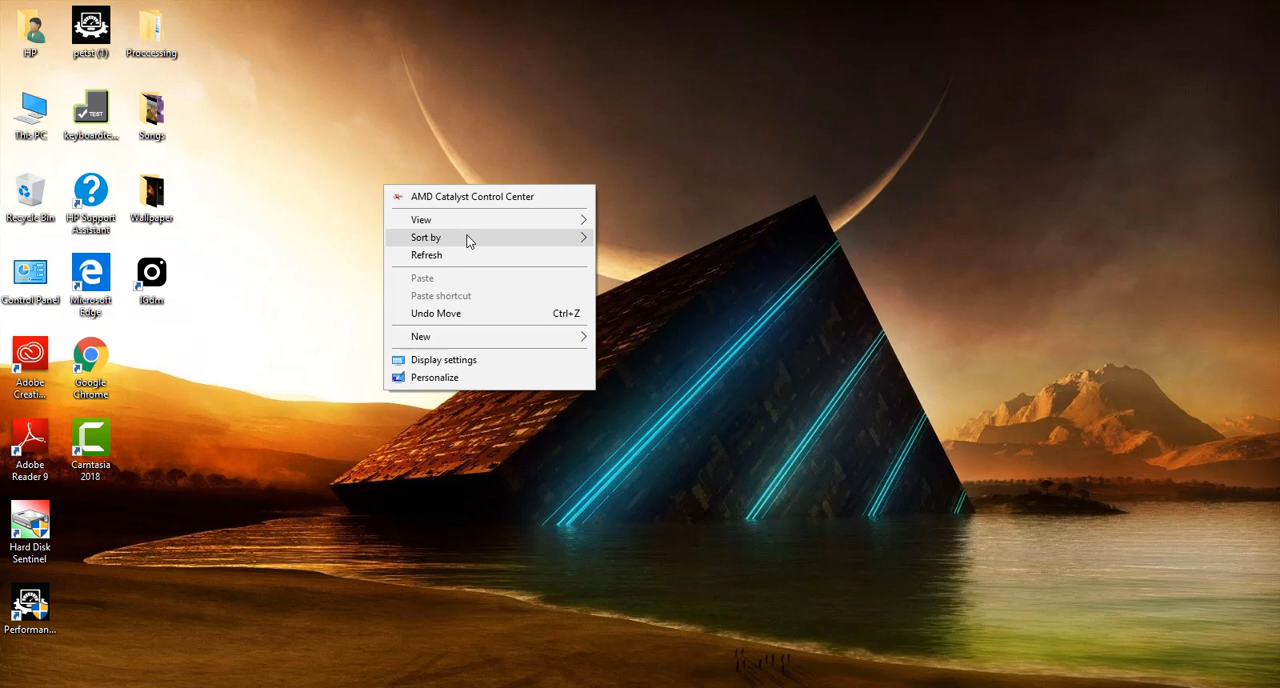 HP
petst (1)
Proccessing
This PC
TEST
keyboardte...
Songs
Recycle Bin
HP Support
Assistant
Wallpaper
Control Panel
Microsoft
Edge
IGdm
Adobe
Creati...
Google
Chrome
Adobe
Reader 9
Camtasia
2018
Hard Disk
Sentinel
Performan...
AMD Catalyst Control Center
View
Sort by
Refresh
Paste
Paste shortcut
Undo Move Ctrl+Z
New
Display settings
Personalize